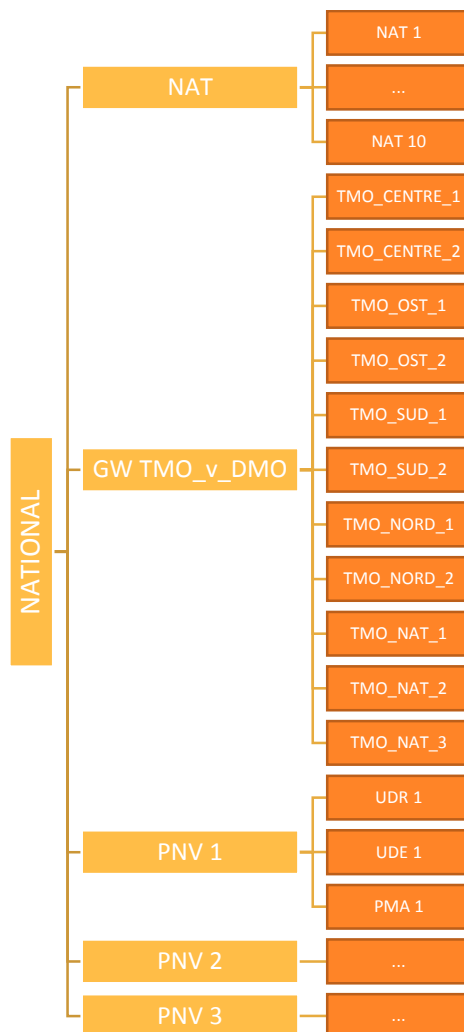 NATIONAL
NAT
NAT 1
...
NAT 10
GW TMO_v_DMO
TMO_CENTRE_1
TMO_CENTRE_2
TMO_OST_1
TMO_OST_2
TMO_SUD_1
TMO_SUD_2
TMO_NORD_1
TMO_NORD_2
TMO_NAT_1
TMO_NAT_2
TMO_NAT_3
PNV 1
UDR 1
UDE 1
PMA 1
PNV 2
...
PNV 3
...